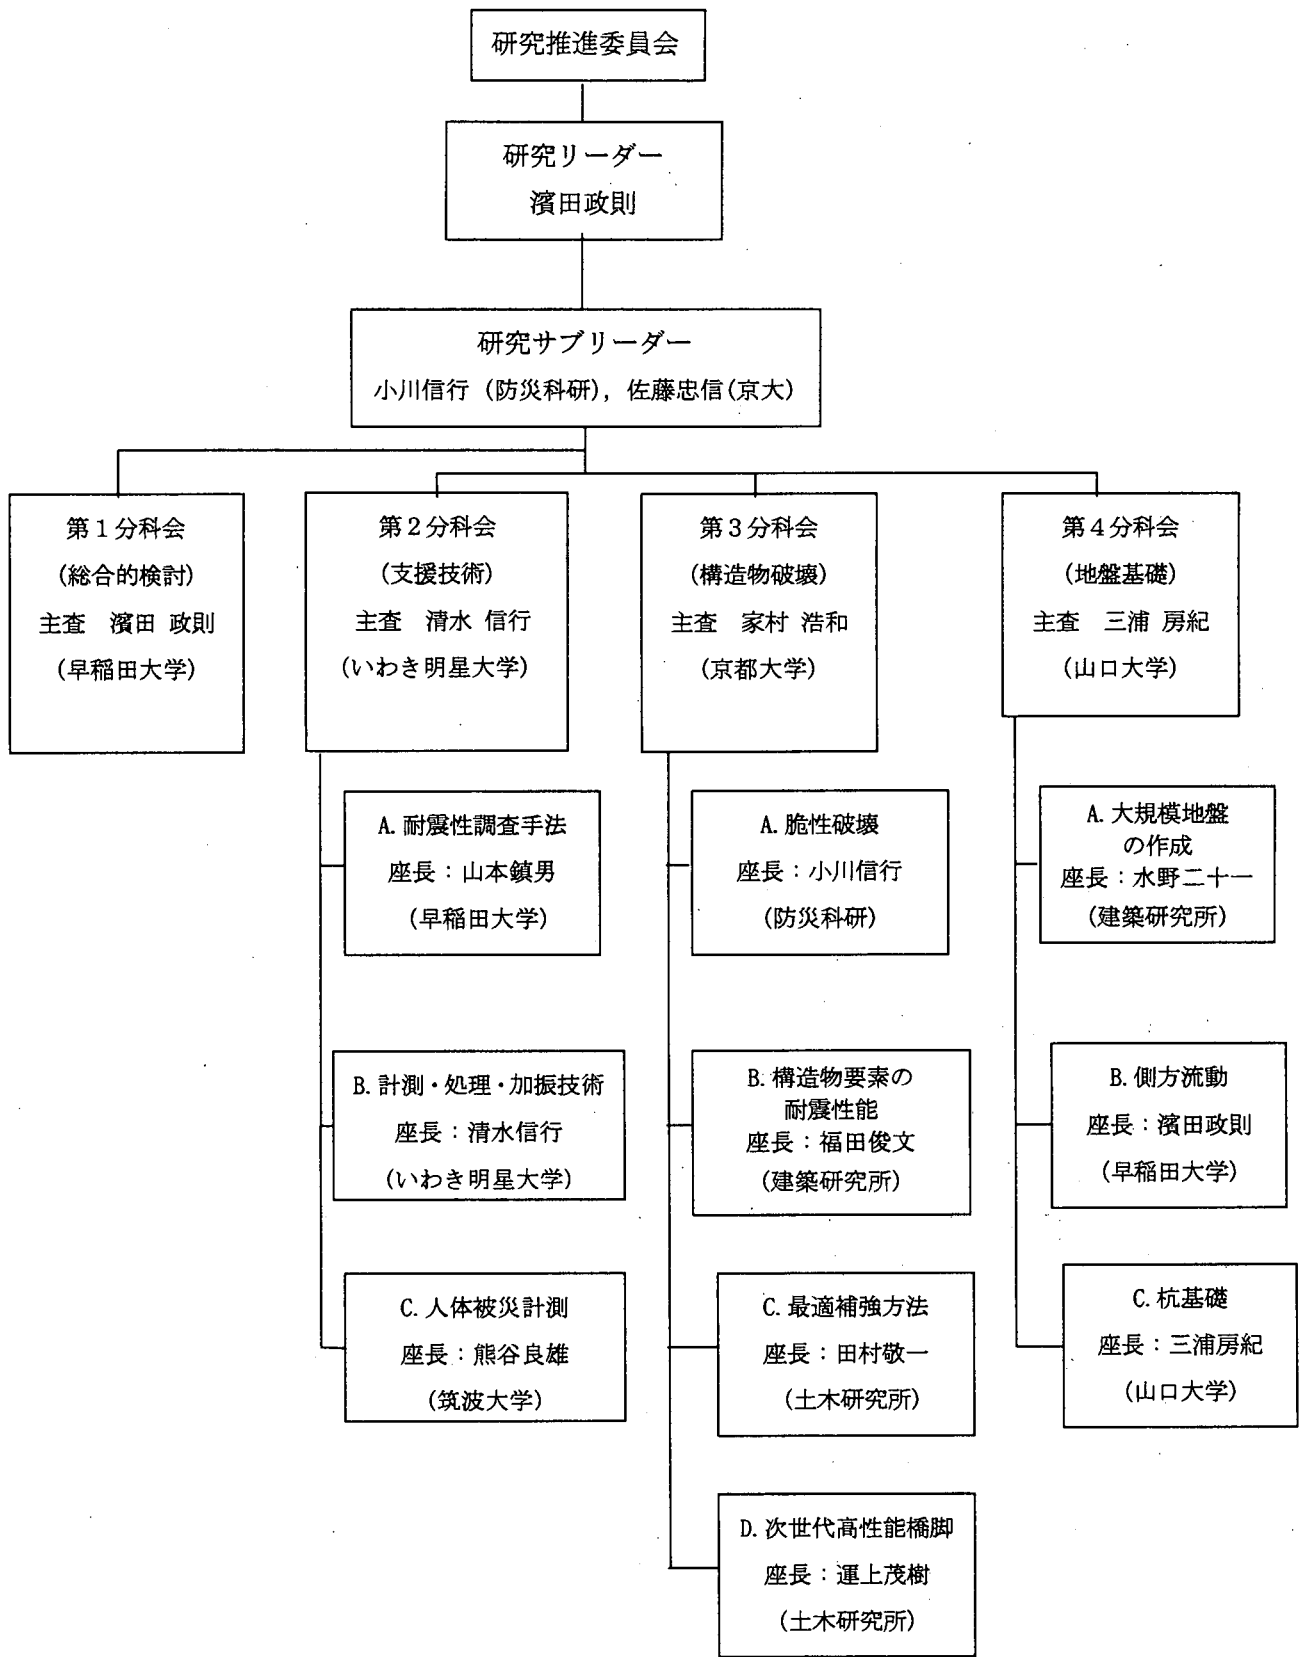 研究推進委員会
研究リーダー
濱田政則
研究サブリーダー
小川信行（防災科研），佐藤忠信（京大）
第１分科会
（総合的検討）
主査　濱田 政則
（早稲田大学）
第２分科会
（支援技術）
主査　清水 信行
（いわき明星大学）
第３分科会
（構造物破壊）
主査　家村 浩和
（京都大学）
第４分科会
（地盤基礎）
主査　三浦 房紀
（山口大学）
A. 耐震性調査手法
座長：山本鎮男
（早稲田大学）
B. 計測・処理・加振技術
座長：清水信行
（いわき明星大学）
C. 人体被災計測
座長：熊谷良雄
（筑波大学）
A. 脆性破壊
座長：小川信行
（防災科研）
B. 構造物要素の
耐震性能
座長：福田俊文
（建築研究所）
C. 最適補強方法
座長：田村敬一
（土木研究所）
D. 次世代高性能橋脚
座長：運上茂樹
（土木研究所）
A. 大規模地盤
の作成
座長：水野二十一
（建築研究所）
B. 側方流動
座長：濱田政則
（早稲田大学）
C. 杭基礎
座長：三浦房紀
（山口大学）